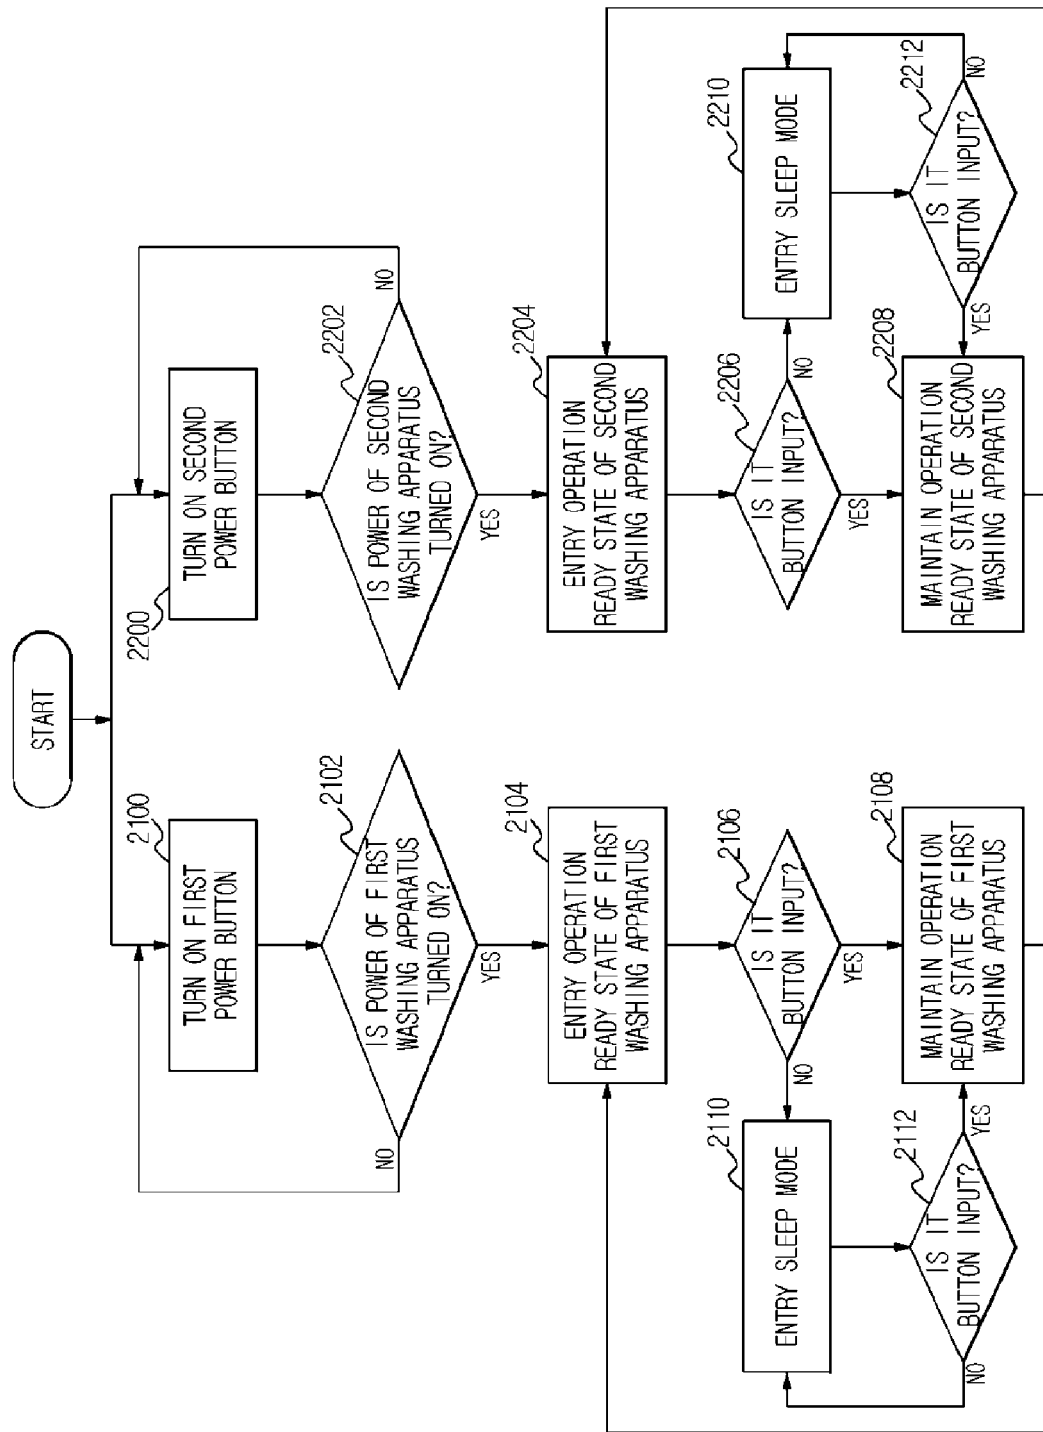 START
2100
TURN ON FIRST
POWER BUTTON
2102
IS POWER OF FIRST
WASHING APPARATUS
TURNED ON?
NO
YES
2104
ENTRY OPERATION
READY STATE OF FIRST
WASHING APPARATUS
2106
IS IT
BUTTON INPUT?
NO
YES
2110
ENTRY SLEEP MODE
2112
IS IT
BUTTON INPUT?
NO
YES
2108
MAINTAIN OPERATION
READY STATE OF FIRST
WASHING APPARATUS
2200
TURN ON SECOND
POWER BUTTON
2202
IS POWER OF SECOND
WASHING APPARATUS
TURNED ON?
NO
YES
2204
ENTRY OPERATION
READY STATE OF SECOND
WASHING APPARATUS
2206
IS IT
BUTTON INPUT?
NO
YES
2210
ENTRY SLEEP MODE
2212
IS IT
BUTTON INPUT?
NO
YES
2208
MAINTAIN OPERATION
READY STATE OF SECOND
WASHING APPARATUS